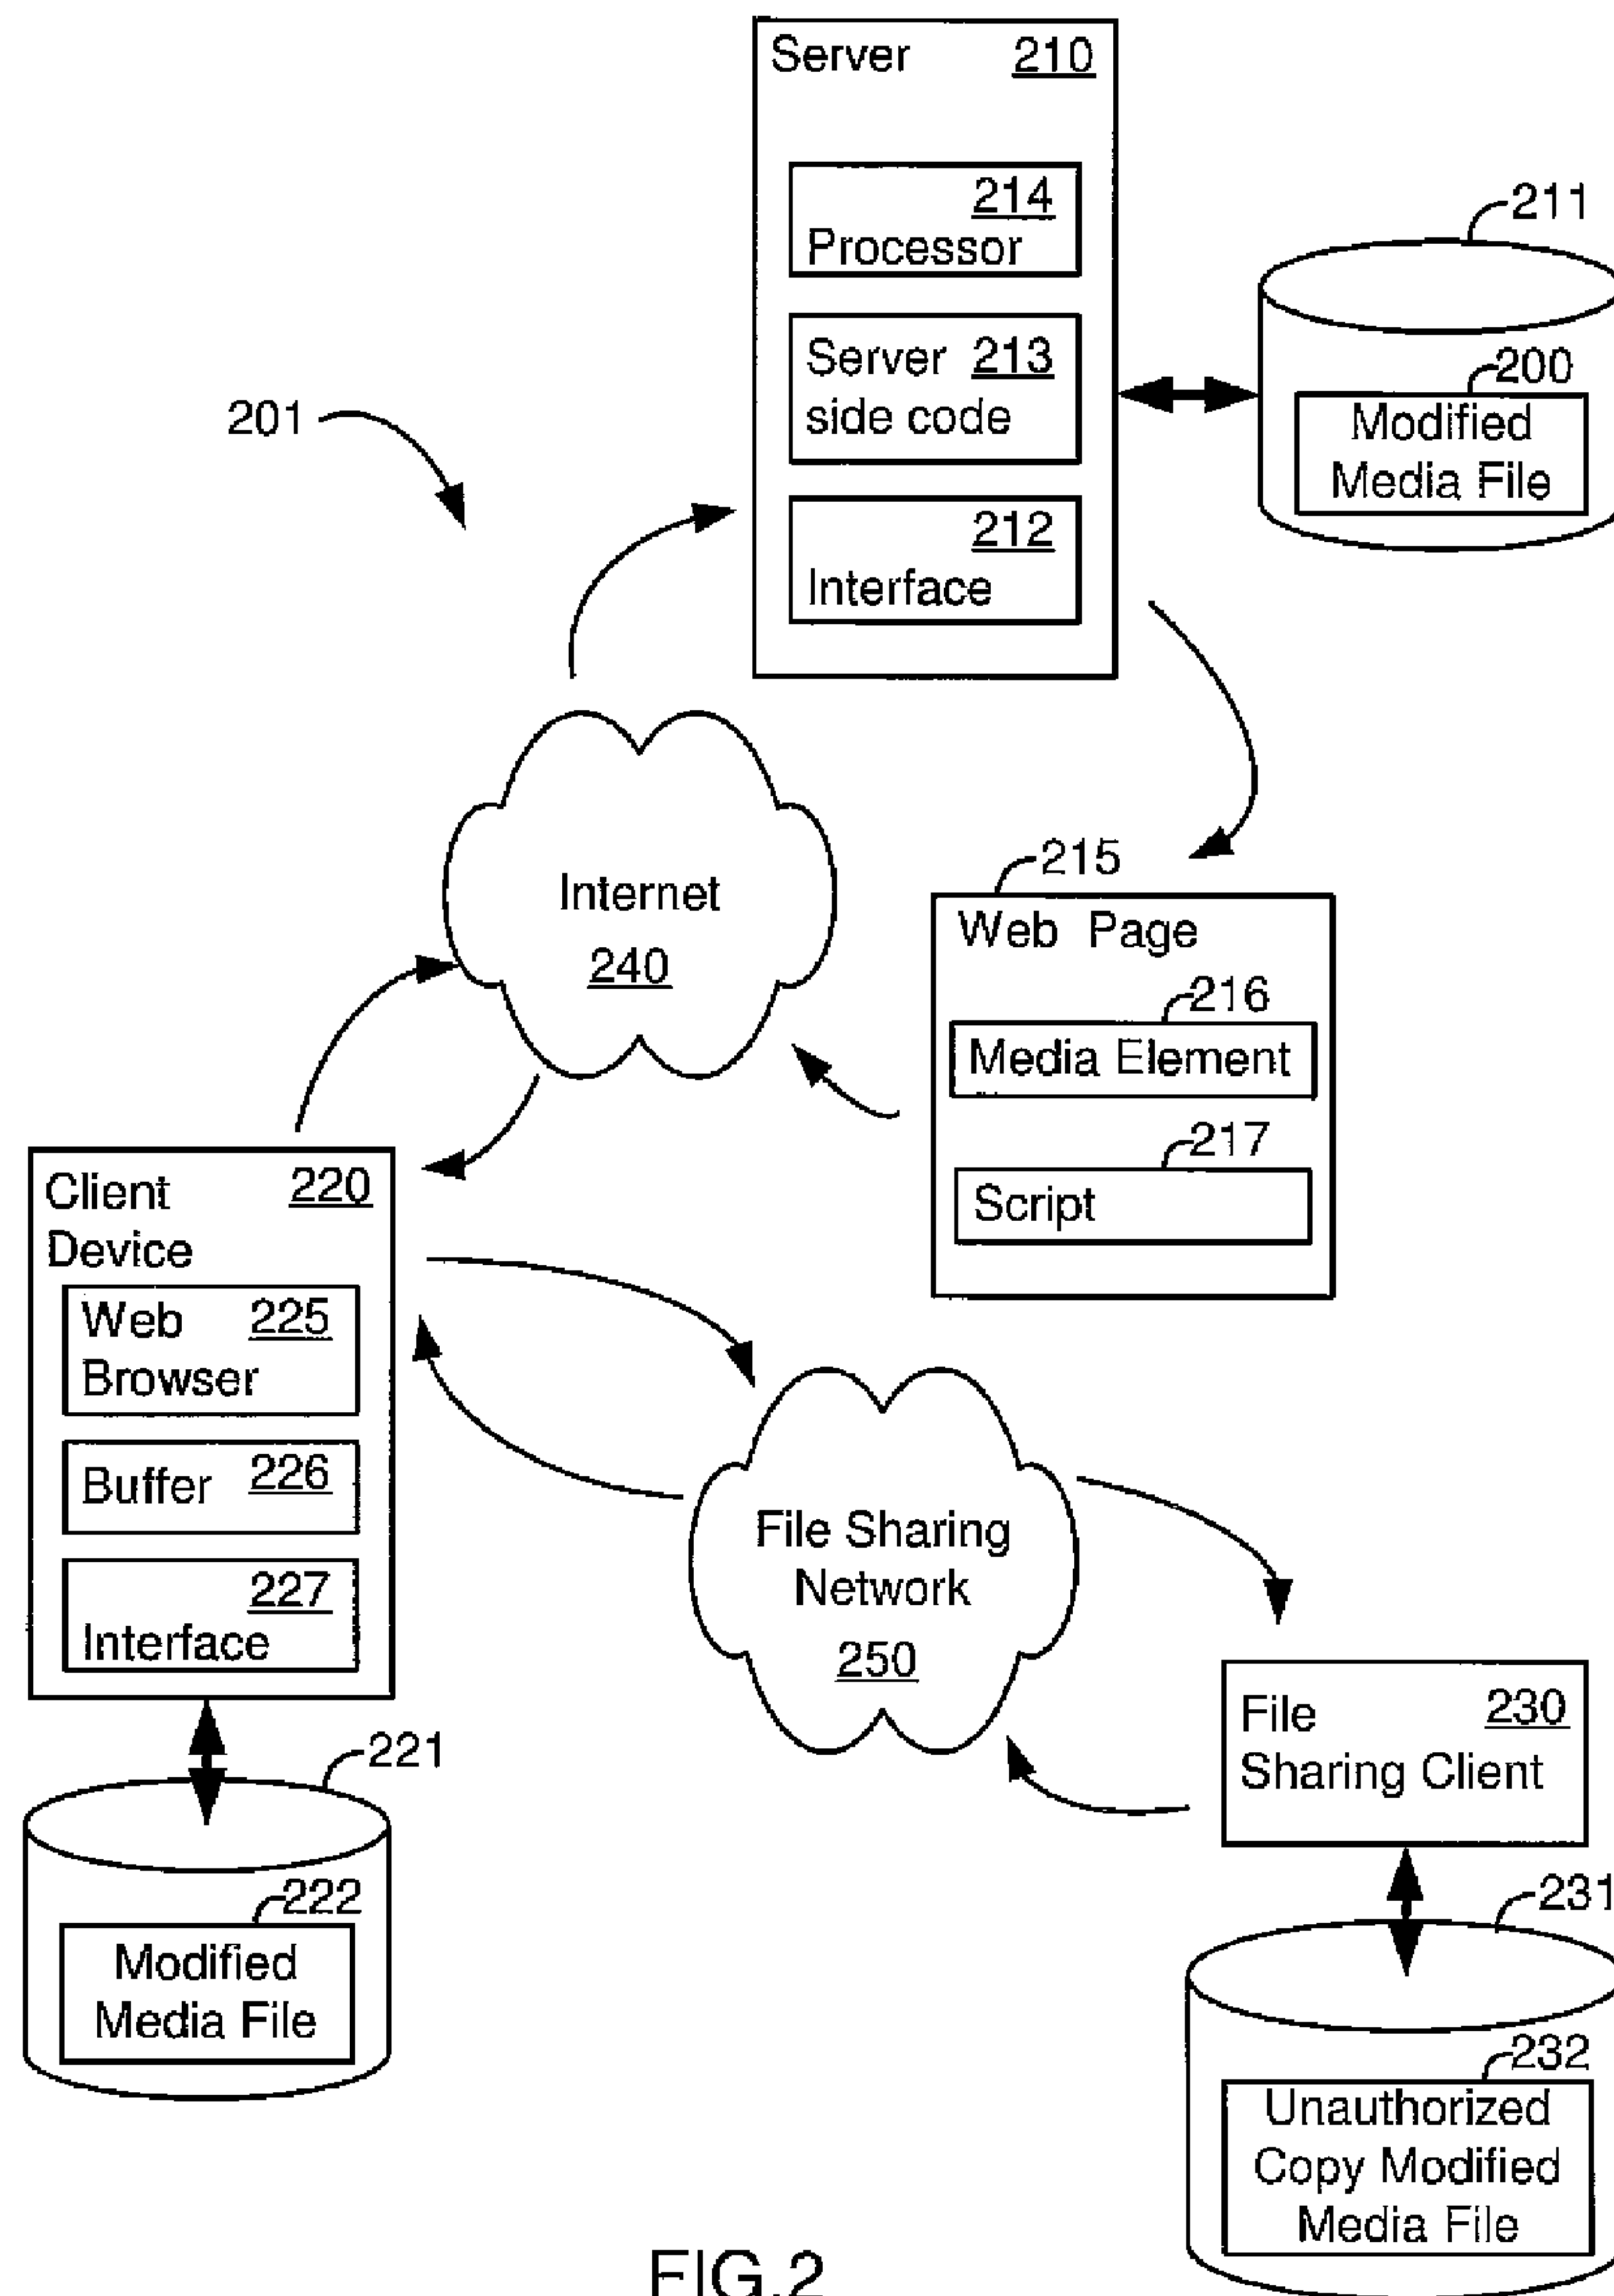 Server 210
214
Processor
Server 213
side code
212
Interface
211
200
Modified
Media File
201
Internet
240
215
Web Page
216
Media Element
217
Script
Client 220
Device
Web 225
Browser
Buffer 226
227
Interface
221
222
Modified
Media File
File Sharing
Network
250
File 230
Sharing Client
231
232
Unauthorized
Copy Modified
Media File
FIG.2